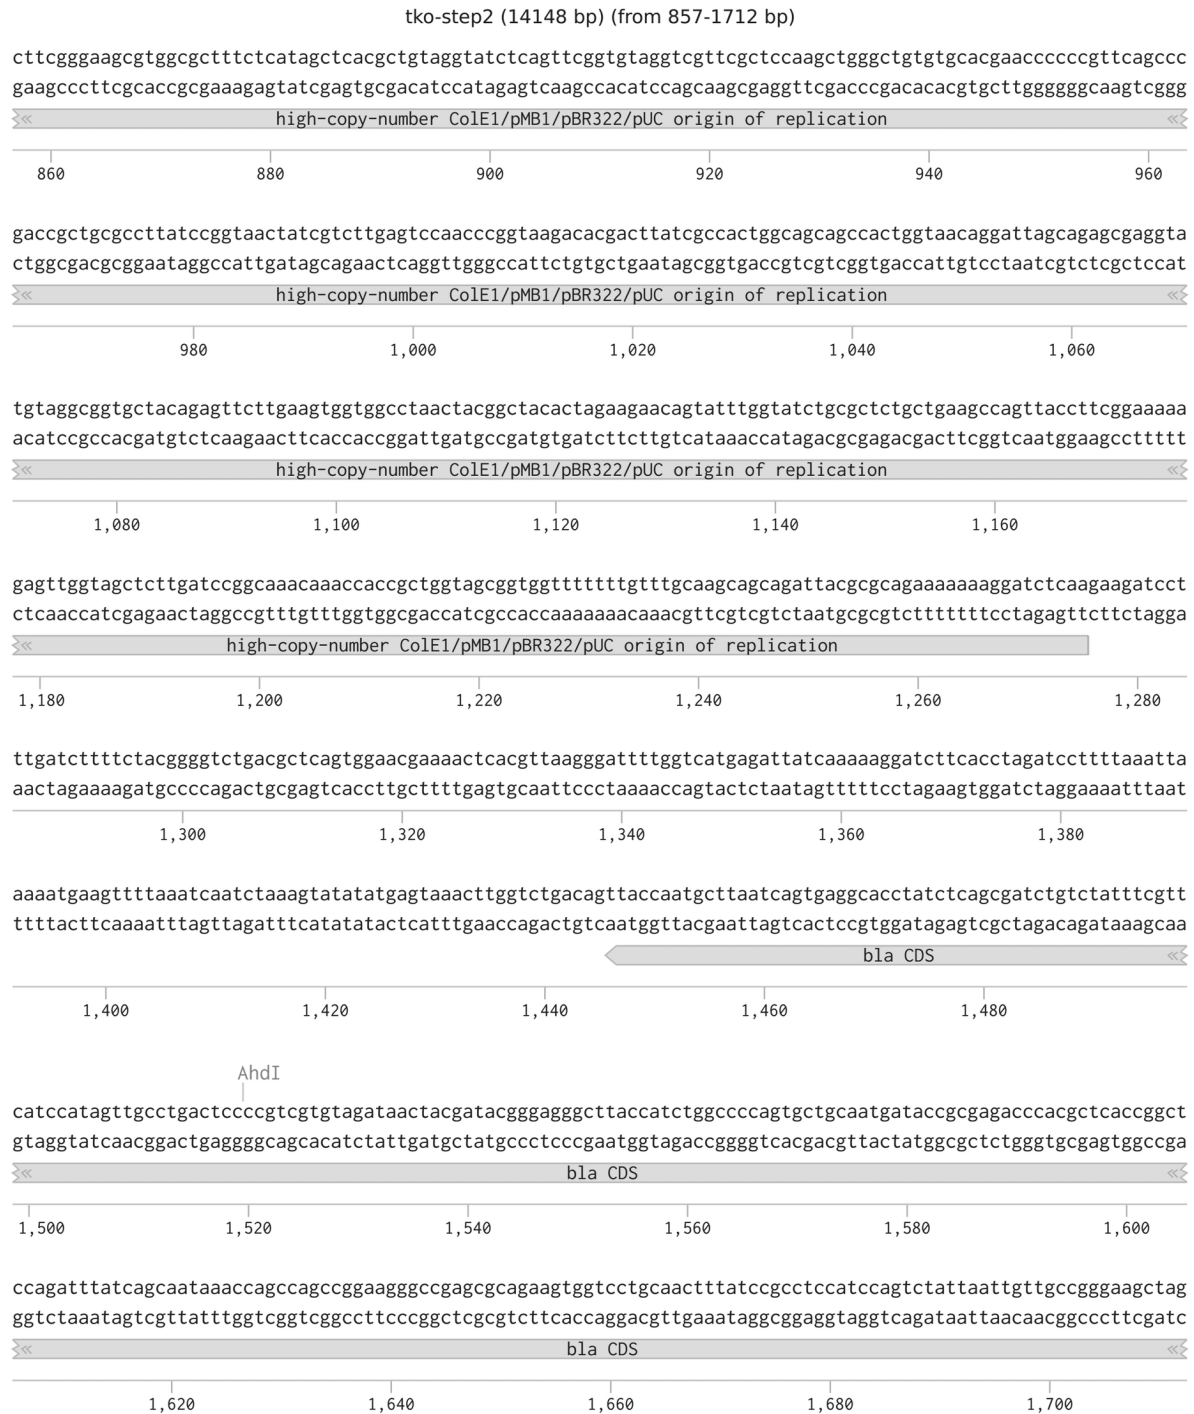 tko-step2 (14148 bp) (from 857-1712 bp)
cttcgggaagcgtggcgctttctcatagctcacgctgtaggtatctcagttcggtgtaggtcgttcgctccaagctgggctgtgtgcacgaaccccccgttcagccc
gaagcccttcgcaccgcgaaagagtatcgagtgcgacatccatagagtcaagccacatccagcaagcgaggttcgacccgacacacgtgcttggggggcaagtcggg
high-copy-number ColE1/pMB1/pBR322/pUC origin of replication
860 880 900 920 940 960
gaccgctgcgccttatccggtaactatcgtcttgagtccaacccggtaagacacgacttatcgccactggcagcagccactggtaacaggattagcagagcgaggta
ctggcgacgcggaataggccattgatagcagaactcaggttgggccattctgtgctgaatagcggtgaccgtcgtcggtgaccattgtcctaatcgtctcgctccat
high-copy-number ColE1/pMB1/pBR322/pUC origin of replication
980 1,000 1,020 1,040 1,060
tgtaggcggtgctacagagttcttgaagtggtggcctaactacggctacactagaagaacagtatttggtatctgcgctctgctgaagccagttaccttcggaaaaa
acatccgccacgatgtctcaagaacttcaccaccggattgatgccgatgtgatcttcttgtcataaaccatagacgcgagacgacttcggtcaatggaagccttttt
high-copy-number ColE1/pMB1/pBR322/pUC origin of replication
1,080 1,100 1,120 1,140 1,160
gagttggtagctcttgatccggcaaacaaaccaccgctggtagcggtggtttttttgtttgcaagcagcagattacgcgcagaaaaaaaggatctcaagaagatcct
ctcaaccatcgagaactaggccgtttgtttggtggcgaccatcgccaccaaaaaaacaaacgttcgtcgtctaatgcgcgtctttttttcctagagttcttctagga
high-copy-number ColE1/pMB1/pBR322/pUC origin of replication
1,180 1,200 1,220 1,240 1,260 1,280
ttgatcttttctacggggtctgacgctcagtggaacgaaaactcacgttaagggattttggtcatgagattatcaaaaaggatcttcacctagatccttttaaatta
aactagaaaagatgccccagactgcgagtcaccttgcttttgagtgcaattccctaaaaccagtactctaatagtttttcctagaagtggatctaggaaaatttaat
1,300 1,320 1,340 1,360 1,380
aaaatgaagttttaaatcaatctaaagtatatatgagtaaacttggtctgacagttaccaatgcttaatcagtgaggcacctatctcagcgatctgtctatttcgtt
ttttacttcaaaatttagttagatttcatatatactcatttgaaccagactgtcaatggttacgaattagtcactccgtggatagagtcgctagacagataaagcaa
bla CDS
1,400 1,420 1,440 1,460 1,480
AhdI
catccatagttgcctgactccccgtcgtgtagataactacgatacgggagggcttaccatctggccccagtgctgcaatgataccgcgagacccacgctcaccggct
gtaggtatcaacggactgaggggcagcacatctattgatgctatgccctcccgaatggtagaccggggtcacgacgttactatggcgctctgggtgcgagtggccga
bla CDS
1,500 1,520 1,540 1,560 1,580 1,600
ccagatttatcagcaataaaccagccagccggaagggccgagcgcagaagtggtcctgcaactttatccgcctccatccagtctattaattgttgccgggaagctag
ggtctaaatagtcgttatttggtcggtcggccttcccggctcgcgtcttcaccaggacgttgaaataggcggaggtaggtcagataattaacaacggcccttcgatc
bla CDS
1,620 1,640 1,660 1,680 1,700